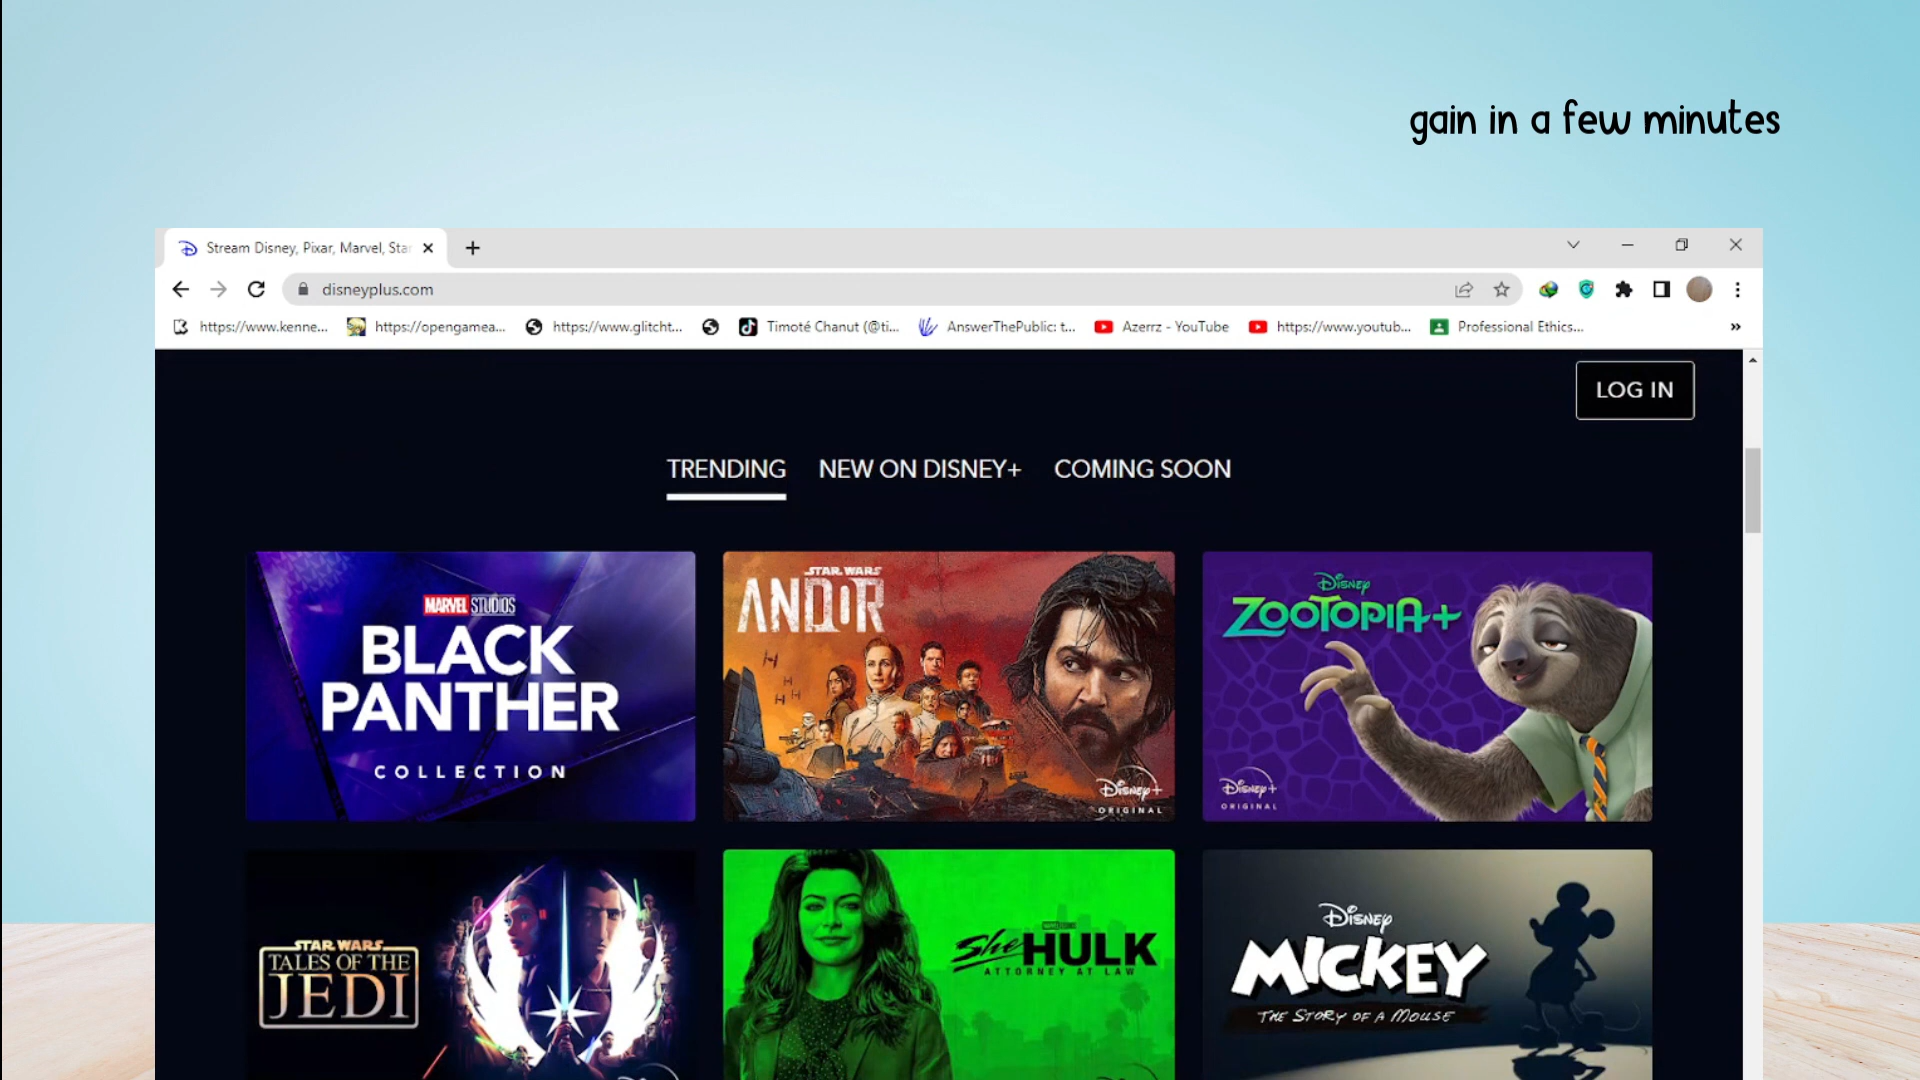 gain in a few minutes
Stream Disney, Pixar, Marvel, Star
disneyplus.com
https://www.kenne...
https://opengamea...
https://www.glitcht...
Timoté Chanut (@ti...
AnswerThePublic: t...
Azerrz - YouTube
https://www.youtub...
Professional Ethics...
»
LOG IN
TRENDING
NEW ON DISNEY+
COMING SOON
MARVEL STUDIOS
BLACK
PANTHER
COLLECTION
STAR WARS
ANDOR
Disney+
ORIGINAL
Disney
ZOOTOPIA+
Disney+
ORIGINAL
STAR WARS
TALES OF THE
JEDI
She HULK
ATTORNEY AT LAW
Disney
MICKEY
THE STORY OF A MOUSE